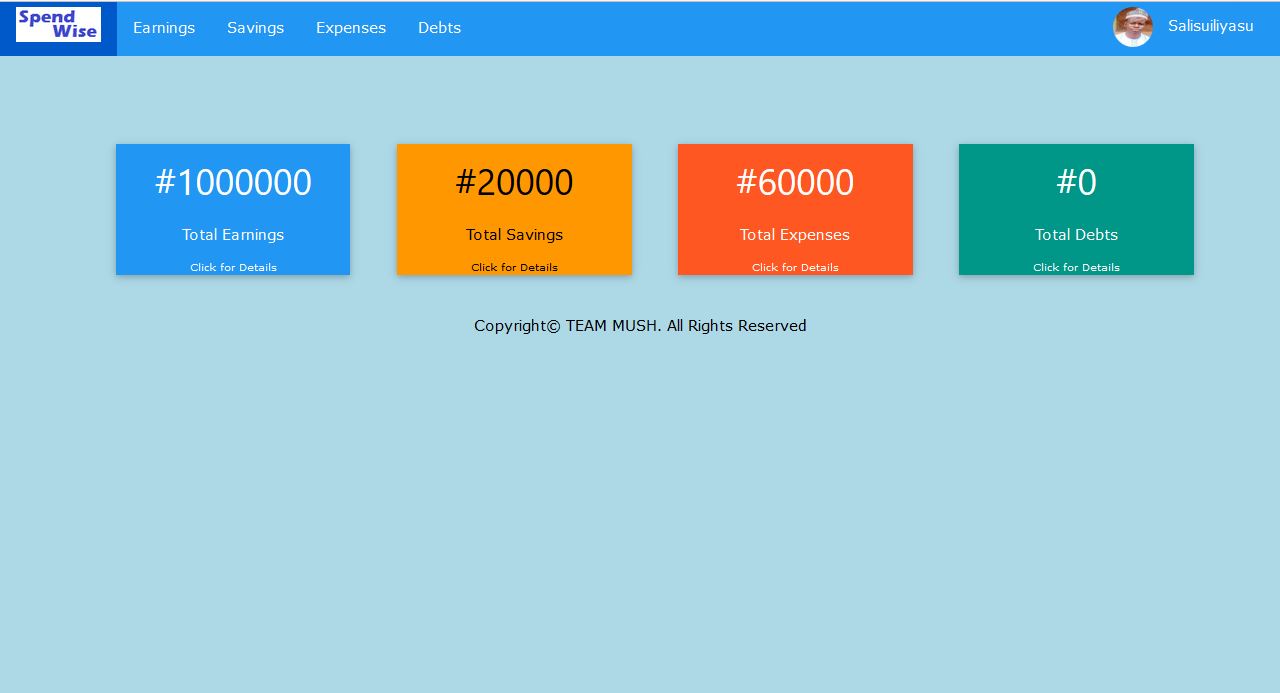 Spend
Wise
Earnings Savings Expenses Debts
Salisuiliyasu
#1000000
Total Earnings
Click for Details
#20000
Total Savings
Click for Details
#60000
Total Expenses
Click for Details
#0
Total Debts
Click for Details
Copyright© TEAM MUSH. All Rights Reserved